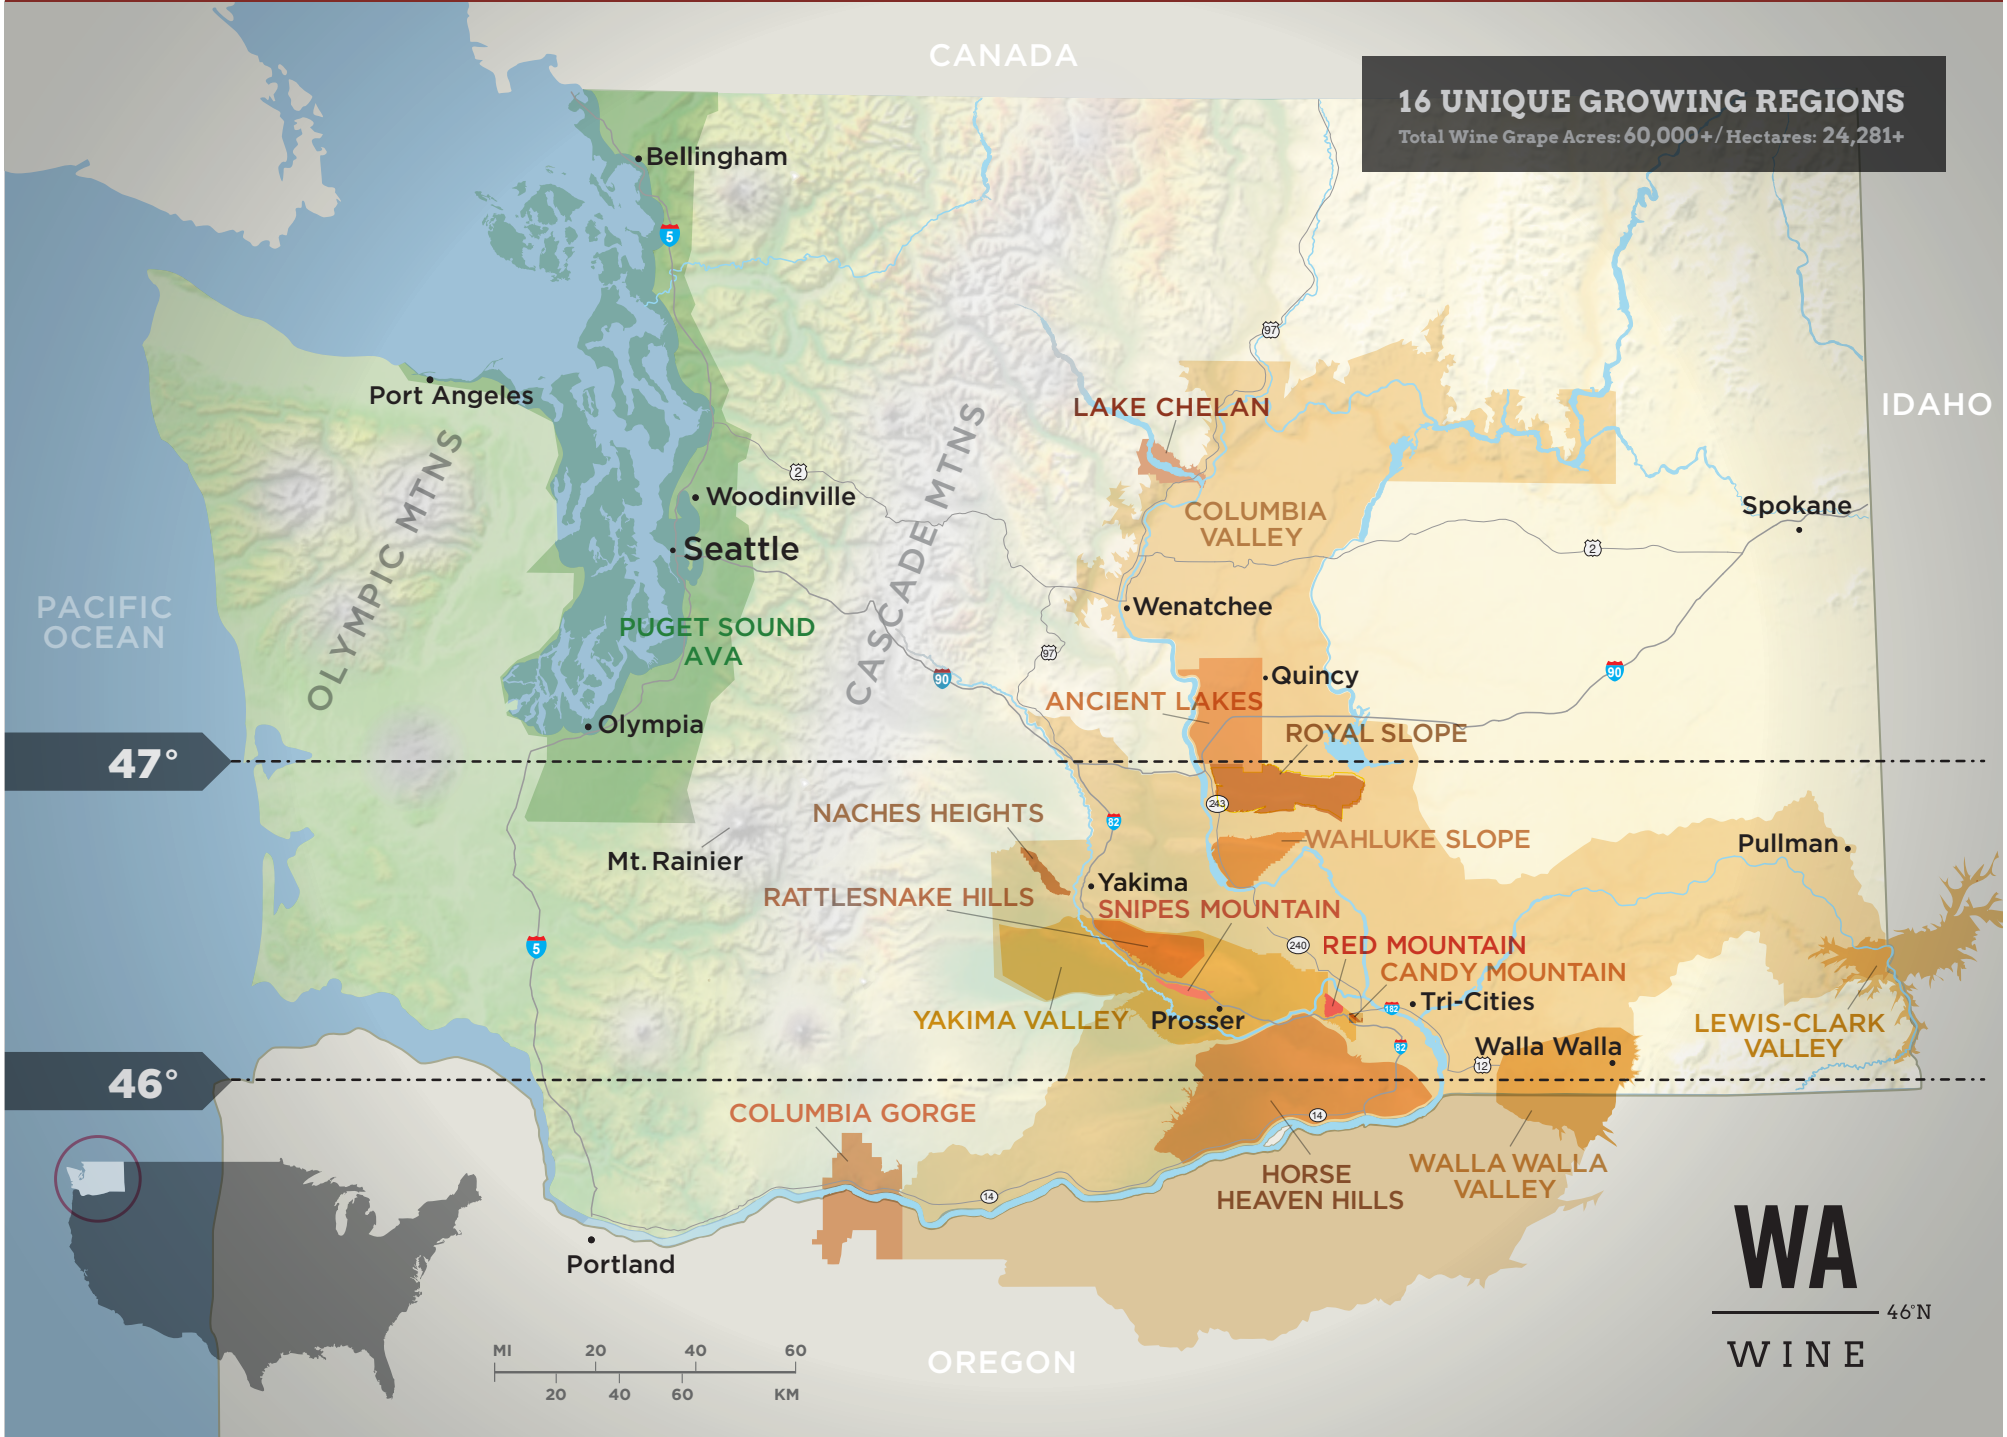 CANADA
16 UNIQUE GROWING REGIONS
Total Wine Grape Acres: 60,000+/Hectares: 24,281+
Bellingham
5
97
Port Angeles
LAKE CHELAN
IDAHO
OLYMPIC MTNS
CASCADE MTNS
2
Woodinville
COLUMBIA
VALLEY
Spokane
Seattle
2
PACIFIC
OCEAN
Wenatchee
PUGET SOUND
AVA
97
90
Quincy
90
ANCIENT LAKES
Olympia
ROYAL SLOPE
47°
243
NACHES HEIGHTS
82
WAHLUKE SLOPE
Pullman
Mt. Rainier
Yakima
RATTLESNAKE HILLS
SNIPES MOUNTAIN
5
240
RED MOUNTAIN
CANDY MOUNTAIN
182
Tri-Cities
YAKIMA VALLEY
Prosser
LEWIS-CLARK
VALLEY
82
Walla Walla
12
46°
COLUMBIA GORGE
14
HORSE
HEAVEN HILLS
WALLA WALLA
VALLEY
14
Portland
WA
46°N
WINE
MI 20 40 60
20 40 60 KM
OREGON